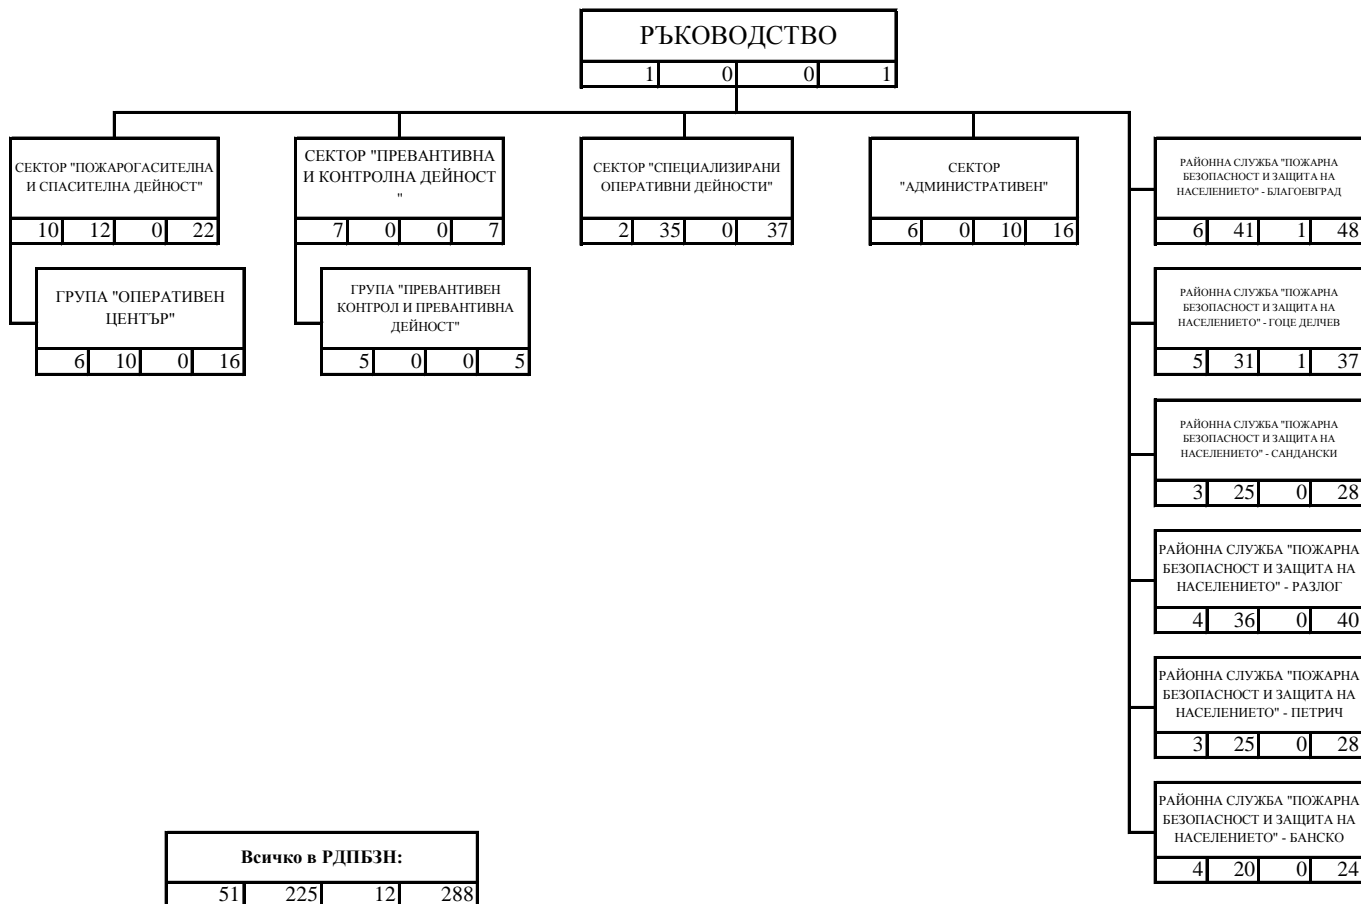 РЪКОВОДСТВО
1 0 0 1
СЕКТОР "ПОЖАРОГАСИТЕЛНА
И СПАСИТЕЛНА ДЕЙНОСТ"
10 12 0 22
ГРУПА "ОПЕРАТИВЕН
ЦЕНТЪР"
6 10 0 16
СЕКТОР "ПРЕВАНТИВНА
И КОНТРОЛНА ДЕЙНОСТ
"
7 0 0 7
ГРУПА "ПРЕВАНТИВЕН
КОНТРОЛ И ПРЕВАНТИВНА
ДЕЙНОСТ"
5 0 0 5
СЕКТОР "СПЕЦИАЛИЗИРАНИ
ОПЕРАТИВНИ ДЕЙНОСТИ"
2 35 0 37
СЕКТОР
"АДМИНИСТРАТИВЕН"
6 0 10 16
РАЙОННА СЛУЖБА "ПОЖАРНА
БЕЗОПАСНОСТ И ЗАЩИТА НА
НАСЕЛЕНИЕТО" - БЛАГОЕВГРАД
6 41 1 48
РАЙОННА СЛУЖБА "ПОЖАРНА
БЕЗОПАСНОСТ И ЗАЩИТА НА
НАСЕЛЕНИЕТО" - ГОЦЕ ДЕЛЧЕВ
5 31 1 37
РАЙОННА СЛУЖБА "ПОЖАРНА
БЕЗОПАСНОСТ И ЗАЩИТА НА
НАСЕЛЕНИЕТО" - САНДАНСКИ
3 25 0 28
РАЙОННА СЛУЖБА "ПОЖАРНА
БЕЗОПАСНОСТ И ЗАЩИТА НА
НАСЕЛЕНИЕТО" - РАЗЛОГ
4 36 0 40
РАЙОННА СЛУЖБА "ПОЖАРНА
БЕЗОПАСНОСТ И ЗАЩИТА НА
НАСЕЛЕНИЕТО" - ПЕТРИЧ
3 25 0 28
РАЙОННА СЛУЖБА "ПОЖАРНА
БЕЗОПАСНОСТ И ЗАЩИТА НА
НАСЕЛЕНИЕТО" - БАНСКО
4 20 0 24
Всичко в РДПБЗН:
51 225 12 288